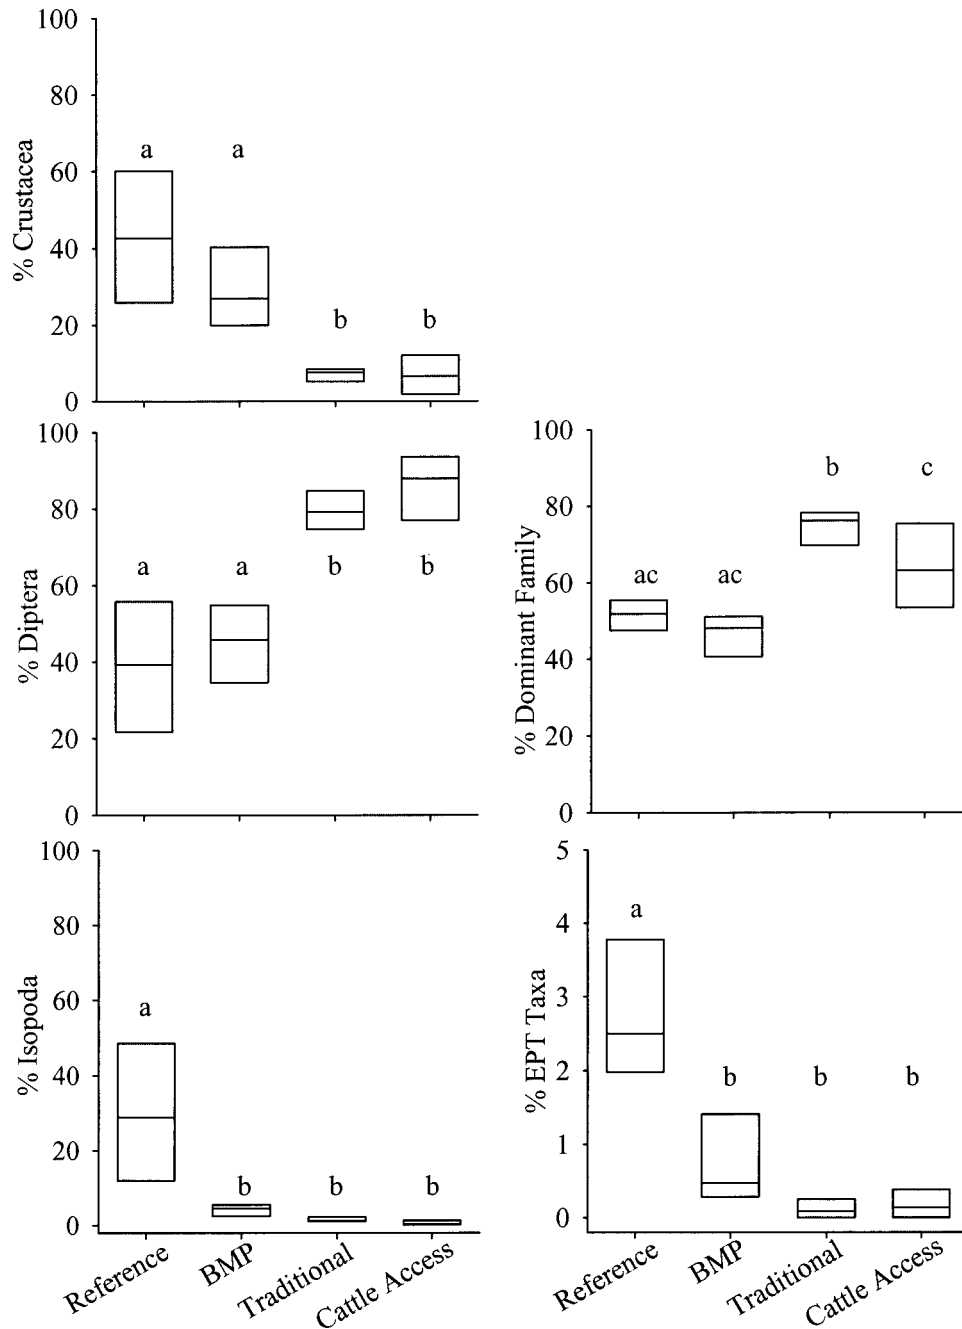 100
80
60
40
20
0
% Crustacea
a a
b b
100
80
60
40
20
0
% Diptera
a a b b
100
80
60
40
20
0
% Dominant Family
ac ac b c
100
80
60
40
20
0
% Isopoda
a
b b b
Reference BMP Traditional Cattle Access
5
4
3
2
1
0
% EPT Taxa
a
b b b
Reference BMP Traditional Cattle Access